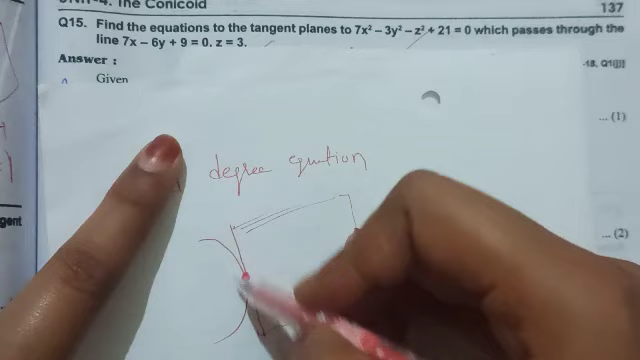 The Conicoid
137
Q15. Find the equations to the tangent planes to 7x² – 3y² – z² + 21 = 0 which passes through the
line 7x – 6y + 9 = 0, z = 3.
Answer :
-18, Q1(j)]
Given
... (1)
degree equation
gent
... (2)